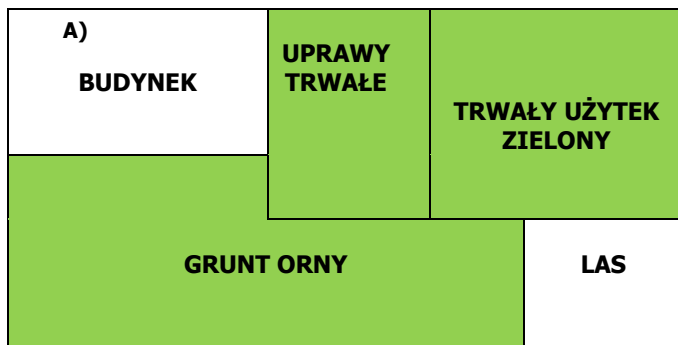 A)
BUDYNEK
UPRAWY
TRWAŁE
TRWAŁY UŻYTEK
ZIELONY
GRUNT ORNY
LAS